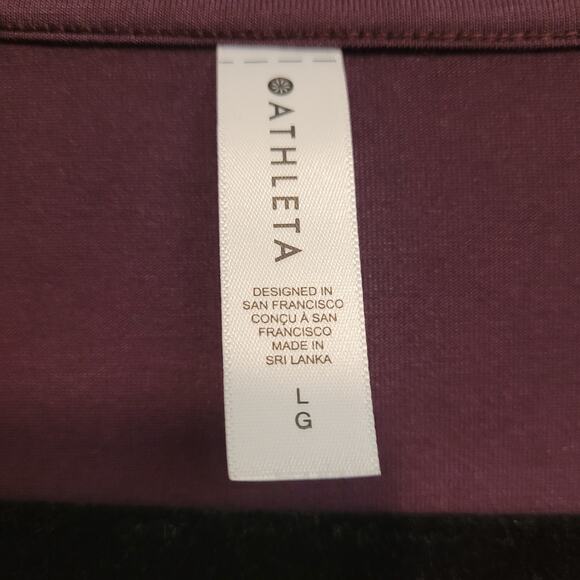 ATHLETA
DESIGNED IN
SAN FRANCISCO
CONÇU À SAN
FRANCISCO
MADE IN
SRI LANKA
L
G